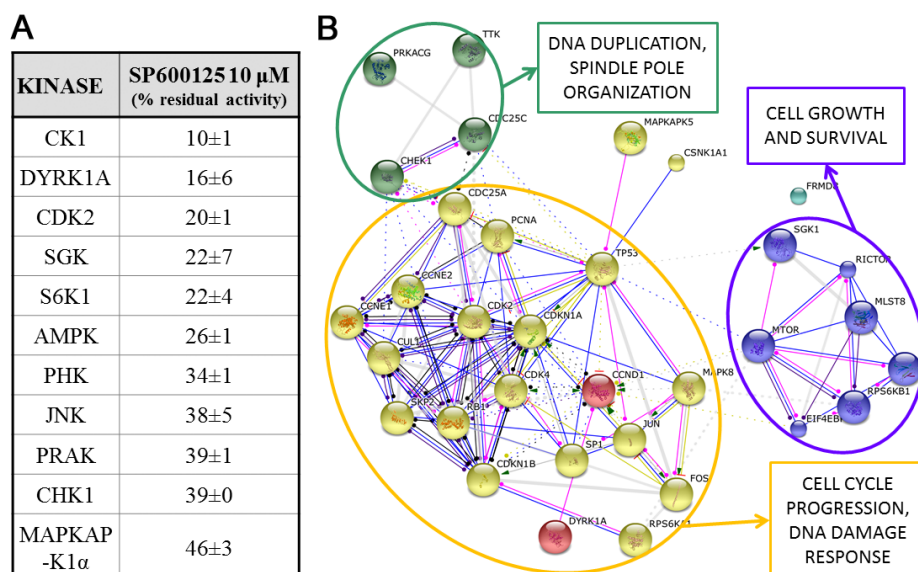 A
KINASE SP600125 10 µM
(% residual activity)
CK1 10±1
DYRK1A 16±6
CDK2 20±1
SGK 22±7
S6K1 22±4
AMPK 26±1
PHK 34±1
JNK 38±5
PRAK 39±1
CHK1 39±0
MAPKAP
-K1α 46±3
B
TTK
PRKACG
CDC25C
CHEK1
DNA DUPLICATION,
SPINDLE POLE
ORGANIZATION
MAPKAPK5
CSNK1A1
CELL GROWTH
AND SURVIVAL
CDC25A
PCNA
TP53
CCNE2
CCNE1
CDK2
CDKN1A
CUL1
CDK4
CCND1
MAPK8
SKP2
RB1
JUN
SP1
CDKN1B
FOS
DYRK1A
SGK1
RICTOR
MLST8
MTOR
RPS6KB1
CELL CYCLE
PROGRESSION,
DNA DAMAGE
RESPONSE